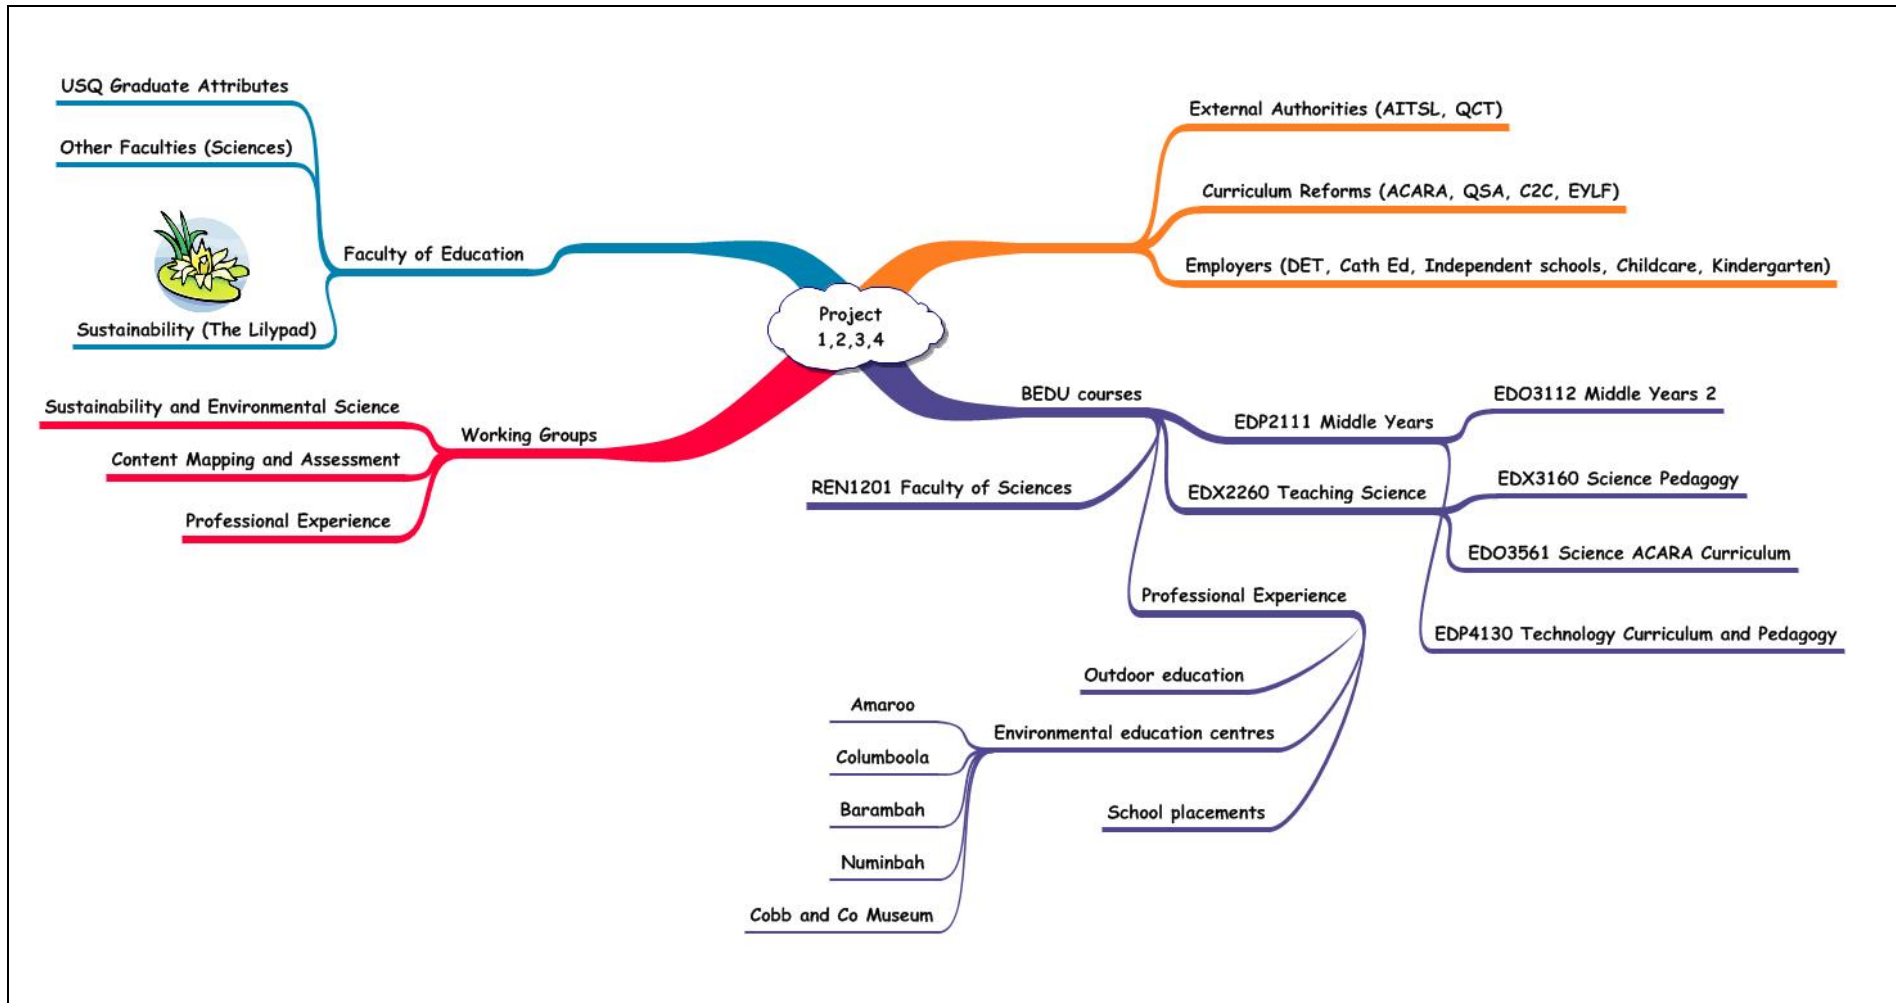 USQ Graduate Attributes
Other Faculties (Sciences)
Sustainability (The Lilypad)
Faculty of Education
External Authorities (AITSL, QCT)
Curriculum Reforms (ACARA, QSA, C2C, EYLF)
Employers (DET, Cath Ed, Independent schools, Childcare, Kindergarten)
Project
1,2,3,4
Sustainability and Environmental Science
Content Mapping and Assessment
Professional Experience
Working Groups
BEDU courses
EDP2111 Middle Years
EDO3112 Middle Years 2
REN1201 Faculty of Sciences
EDX2260 Teaching Science
EDX3160 Science Pedagogy
EDO3561 Science ACARA Curriculum
EDP4130 Technology Curriculum and Pedagogy
Professional Experience
Outdoor education
Environmental education centres
Amaroo
Columboola
Barambah
Numinbah
Cobb and Co Museum
School placements